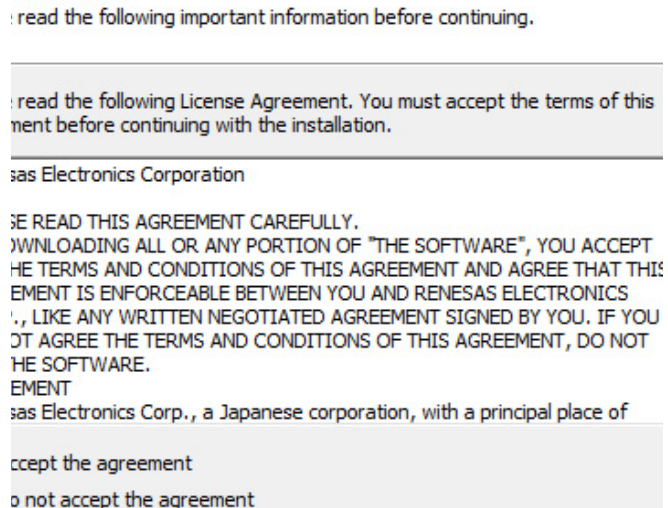 read the following important information before continuing.
read the following License Agreement. You must accept the terms of this
ment before continuing with the installation.
sas Electronics Corporation
SE READ THIS AGREEMENT CAREFULLY.
OWNLOADING ALL OR ANY PORTION OF "THE SOFTWARE", YOU ACCEPT
HE TERMS AND CONDITIONS OF THIS AGREEMENT AND AGREE THAT THIS
EMENT IS ENFORCEABLE BETWEEN YOU AND RENESAS ELECTRONICS
P., LIKE ANY WRITTEN NEGOTIATED AGREEMENT SIGNED BY YOU. IF YOU
OT AGREE THE TERMS AND CONDITIONS OF THIS AGREEMENT, DO NOT
HE SOFTWARE.
EMENT
sas Electronics Corp., a Japanese corporation, with a principal place of
ccept the agreement
o not accept the agreement